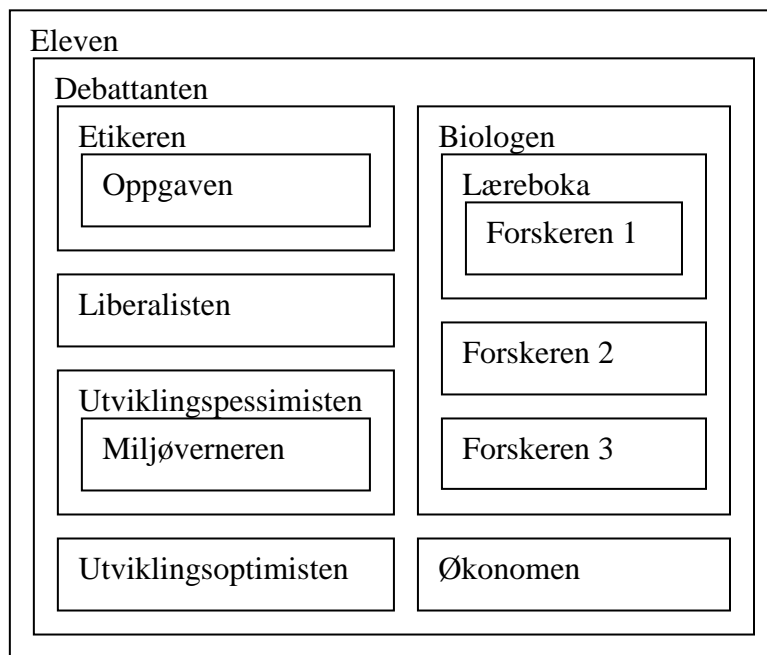 Eleven
Debattanten
Etikeren
Oppgaven
Liberalisten
Utviklingspessimisten
Miljøverneren
Utviklingsoptimisten
Biologen
Læreboka
Forskeren 1
Forskeren 2
Forskeren 3
Økonomen